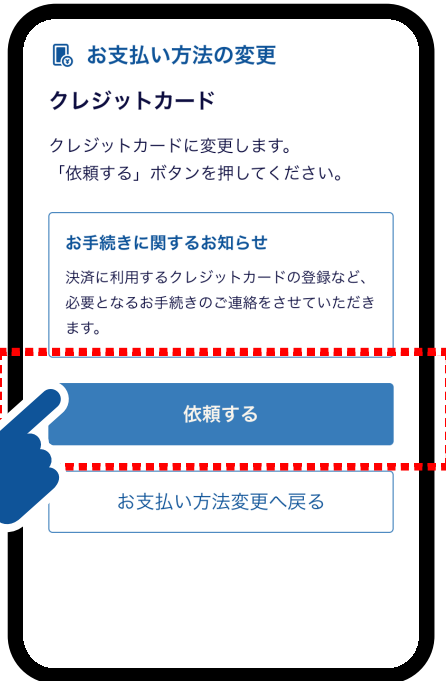 お支払い方法の変更
クレジットカード
クレジットカードに変更します。
「依頼する」ボタンを押してください。
お手続きに関するお知らせ
決済に利用するクレジットカードの登録など、
必要となるお手続きのご連絡をさせていただき
ます。
依頼する
お支払い方法変更へ戻る